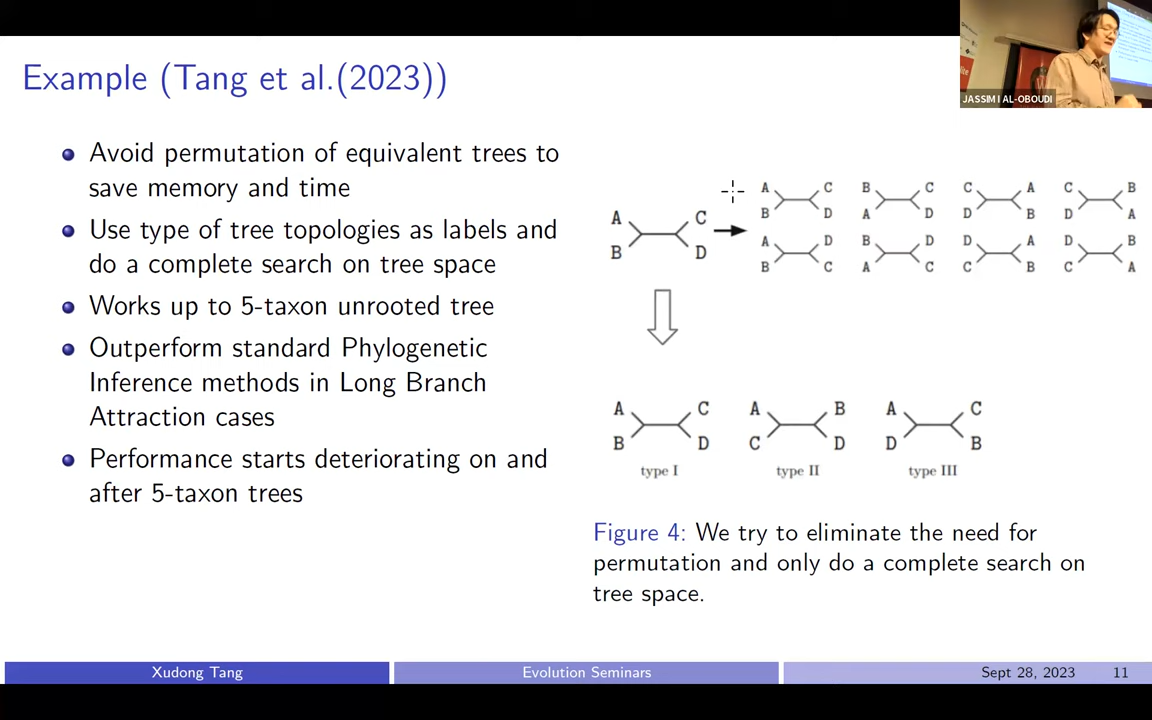 Example (Tang et al.(2023))
Avoid permutation of equivalent trees to
save memory and time
Use type of tree topologies as labels and
do a complete search on tree space
Works up to 5-taxon unrooted tree
Outperform standard Phylogenetic
Inference methods in Long Branch
Attraction cases
Performance starts deteriorating on and
after 5-taxon trees
JASSIM I AL-OBOUDI
A C
B D
A C B C C A C B
B D A D D B D A
A D B D D A D B
B C A C C B C A
A C A B A C
B D C D D B
type I type II type III
Figure 4: We try to eliminate the need for
permutation and only do a complete search on
tree space.
Xudong Tang Evolution Seminars Sept 28, 2023 11